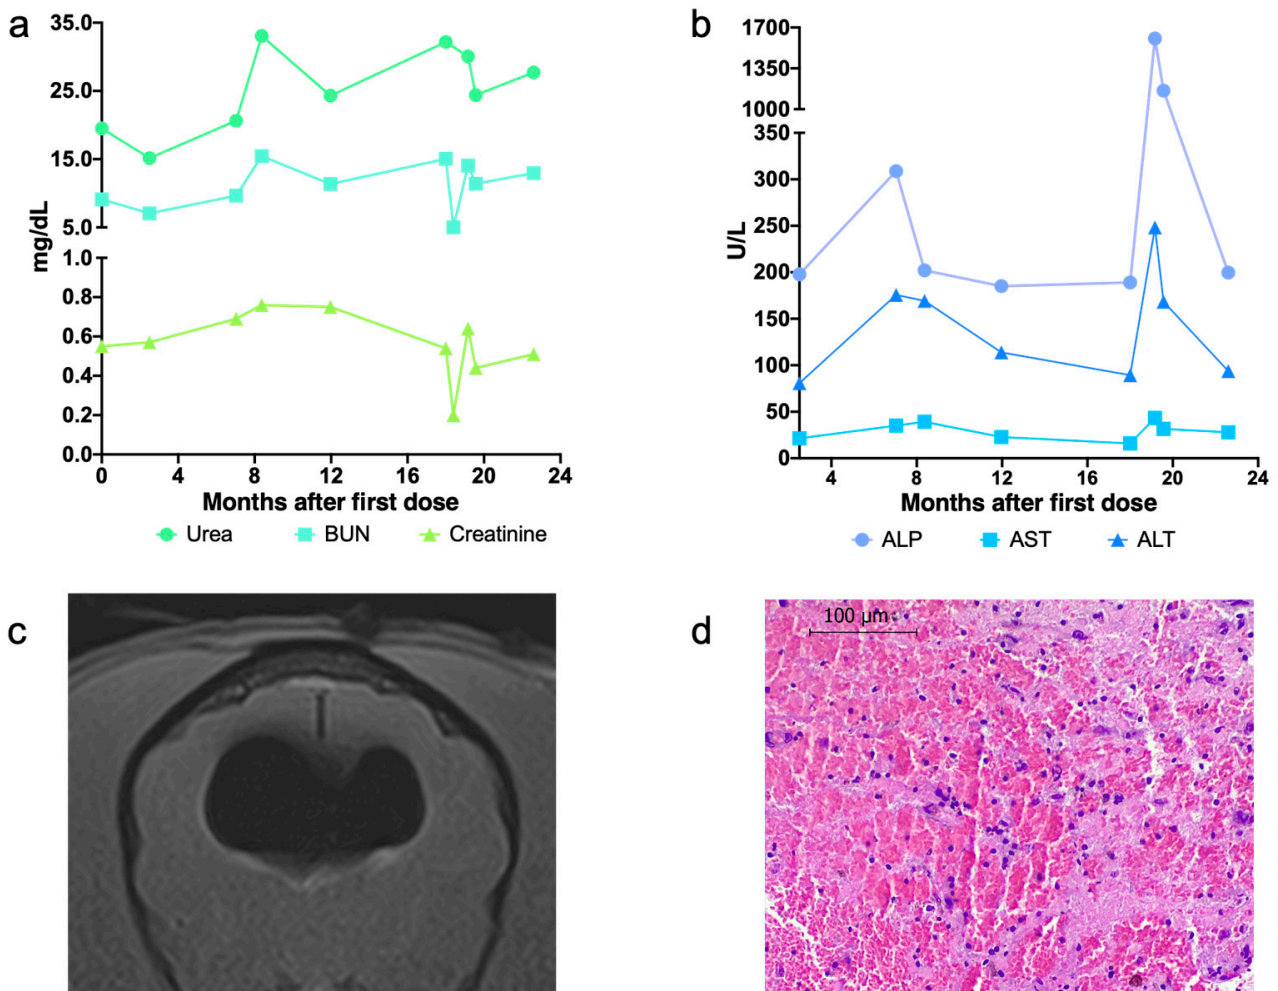 a
35.0
25.0
15.0
5.0
1.0
0.8
0.6
0.4
0.2
0.0
mg/dL
0 4 8 12 16 20 24
Months after first dose
Urea BUN Creatinine
b
1700
1350
1000
350
300
250
200
150
100
50
0
U/L
4 8 12 16 20 24
Months after first dose
ALP AST ALT
c
d
100 µm